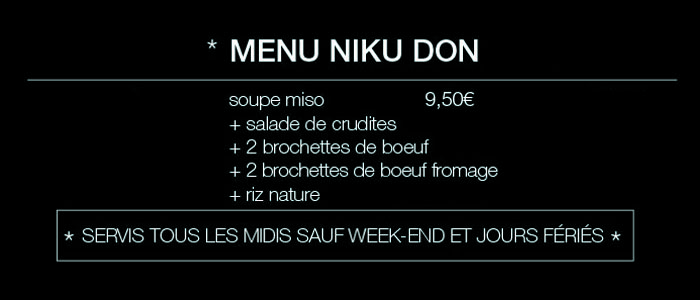 * MENU NIKU DON
soupe miso 9,50€
+ salade de crudites
+ 2 brochettes de boeuf
+ 2 brochettes de boeuf fromage
+ riz nature
* SERVIS TOUS LES MIDIS SAUF WEEK-END ET JOURS FÉRIÉS *